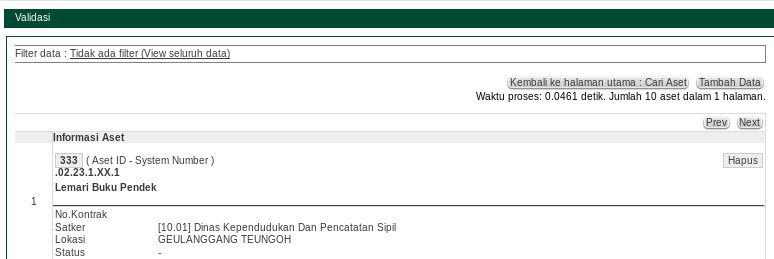 Validasi
Filter data : Tidak ada filter (View seluruh data)
Kembali ke halaman utama : Cari Aset Tambah Data
Waktu proses: 0.0461 detik. Jumlah 10 aset dalam 1 halaman.
Prev Next
Informasi Aset
333 ( Aset ID - System Number ) Hapus
.02.23.1.XX.1
Lemari Buku Pendek
1
No.Kontrak
Satker [10.01] Dinas Kependudukan Dan Pencatatan Sipil
Lokasi GEULANGGANG TEUNGOH
Status -